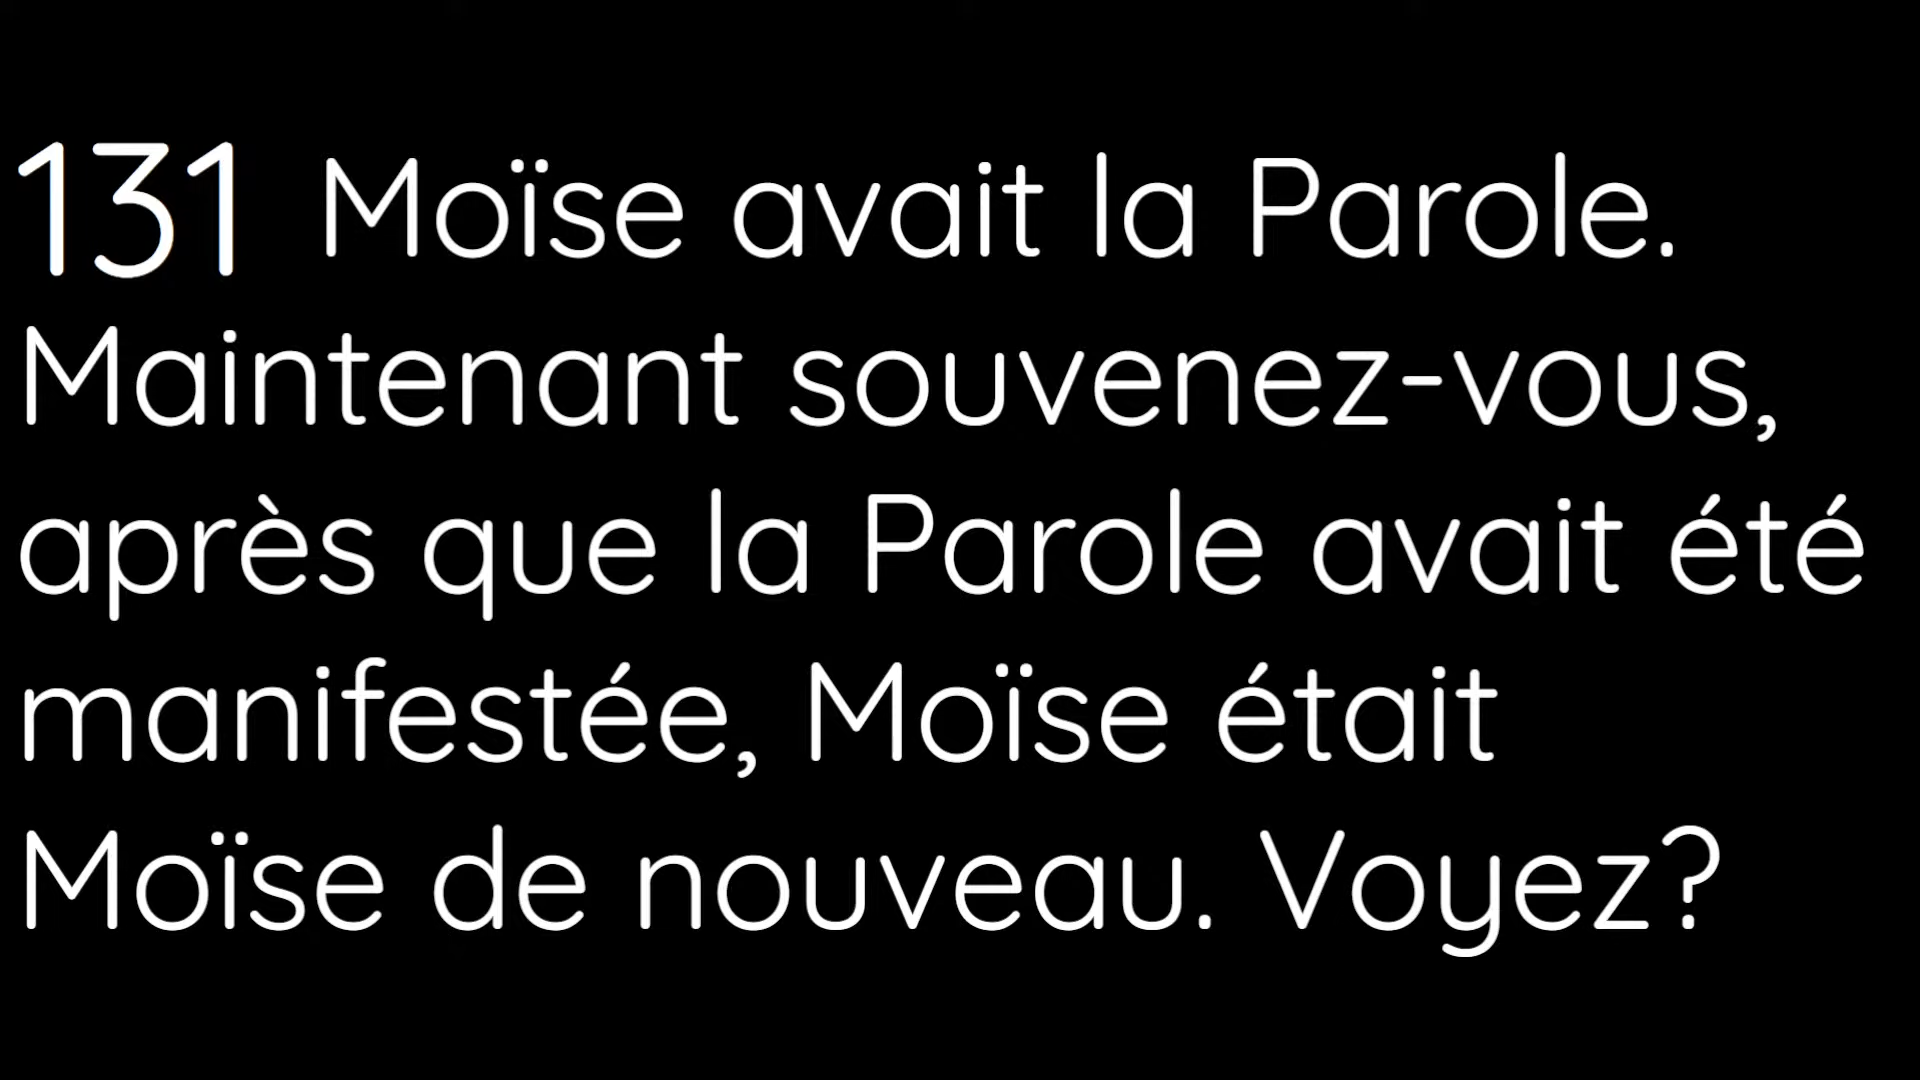 131 Moïse avait la Parole.
Maintenant souvenez-vous,
après que la Parole avait été
manifestée, Moïse était
Moïse de nouveau. Voyez?